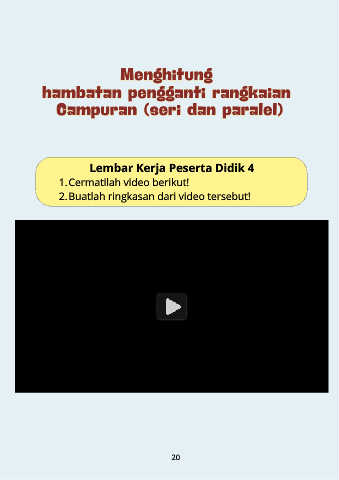 Menghitung
hambatan pengganti rangkaian
Campuran (seri dan paralel)
Lembar Kerja Peserta Didik 4
1. Cermatilah video berikut!
2. Buatlah ringkasan dari video tersebut!
20